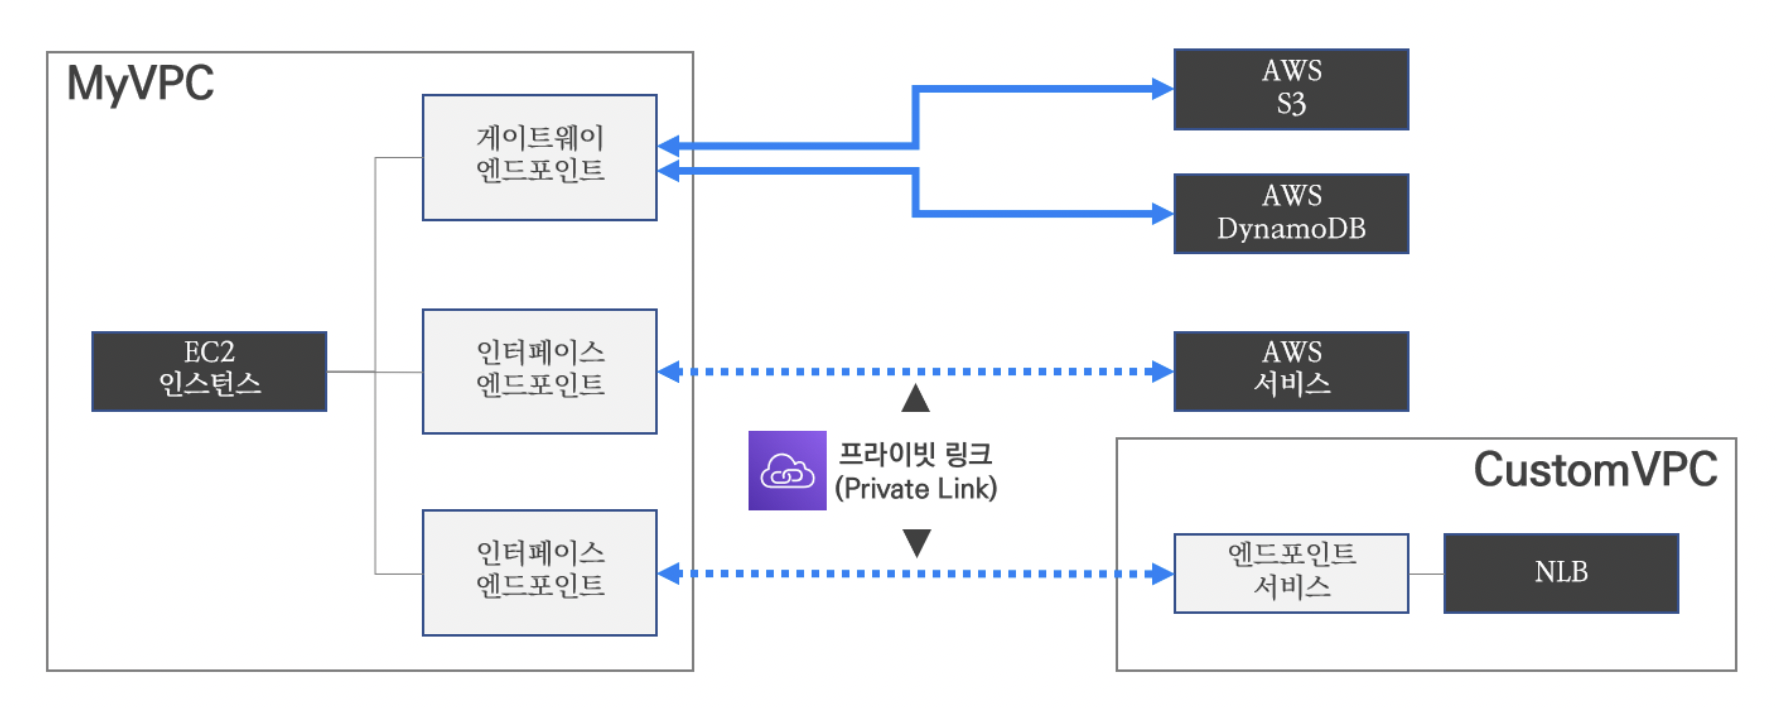 MyVPC
게이트웨이
엔드포인트
AWS
S3
AWS
DynamoDB
EC2
인스턴스
인터페이스
엔드포인트
AWS
서비스
프라이빗 링크
(Private Link)
CustomVPC
인터페이스
엔드포인트
엔드포인트
서비스
NLB